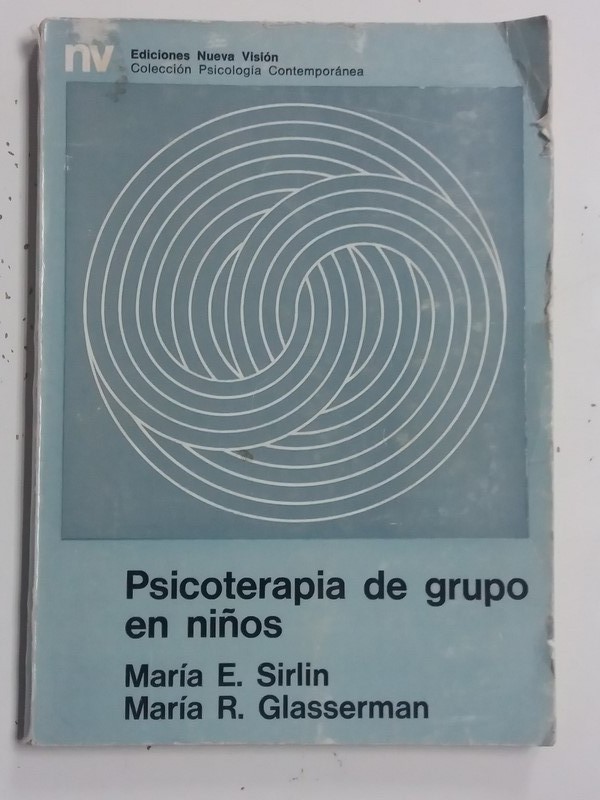 nv
Ediciones Nueva Visión
Colección Psicología Contemporánea
Psicoterapia de grupo
en niños
María E. Sirlin
María R. Glasserman